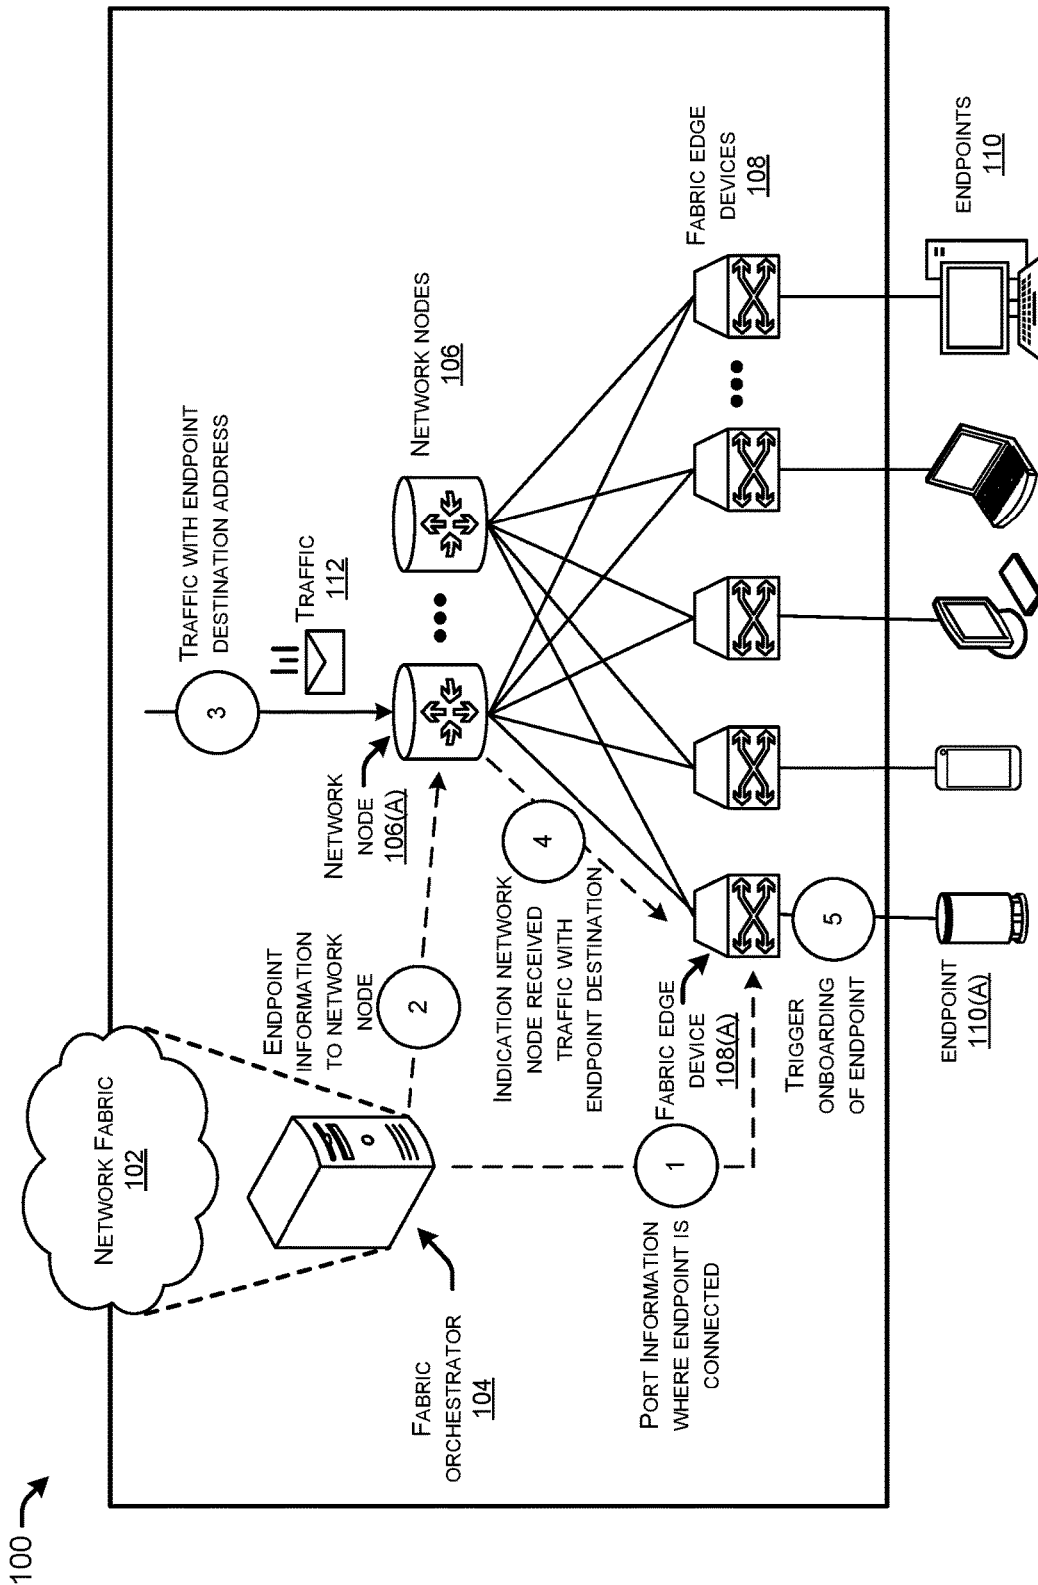 100
NETWORK FABRIC
102
FABRIC
ORCHESTRATOR
104
ENDPOINT
INFORMATION
TO NETWORK
NODE
2
3
TRAFFIC WITH ENDPOINT
DESTINATION ADDRESS
TRAFFIC
112
NETWORK
NODE
106(A)
NETWORK NODES
106
INDICATION NETWORK
NODE RECEIVED
TRAFFIC WITH
ENDPOINT DESTINATION
4
PORT INFORMATION
WHERE ENDPOINT IS
CONNECTED
1
FABRIC EDGE
DEVICE
108(A)
FABRIC EDGE
DEVICES
108
TRIGGER
ONBOARDING
OF ENDPOINT
5
ENDPOINT
110(A)
ENDPOINTS
110